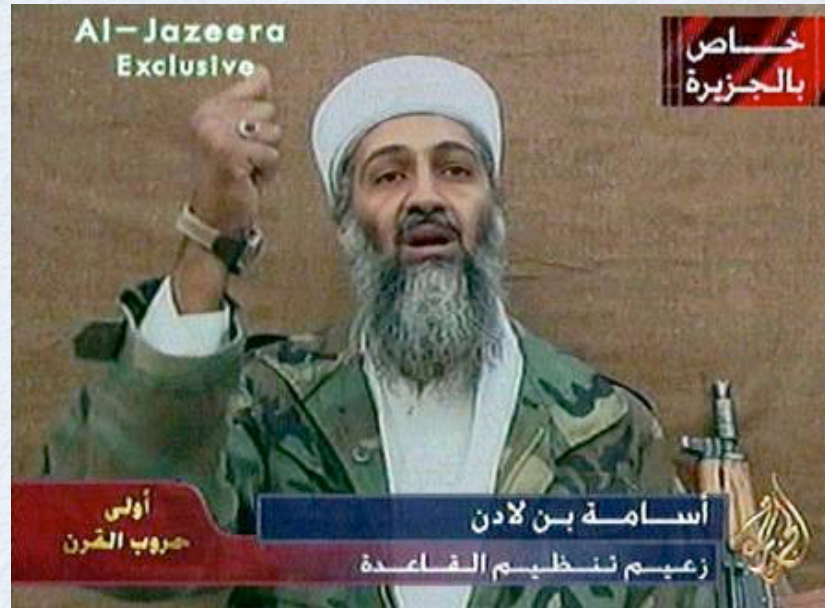 Al-Jazeera
Exclusive
خاص
بالجزيرة
أسامة بن لادن
زعيم تنظيم القاعدة
أولى
حروب القرن